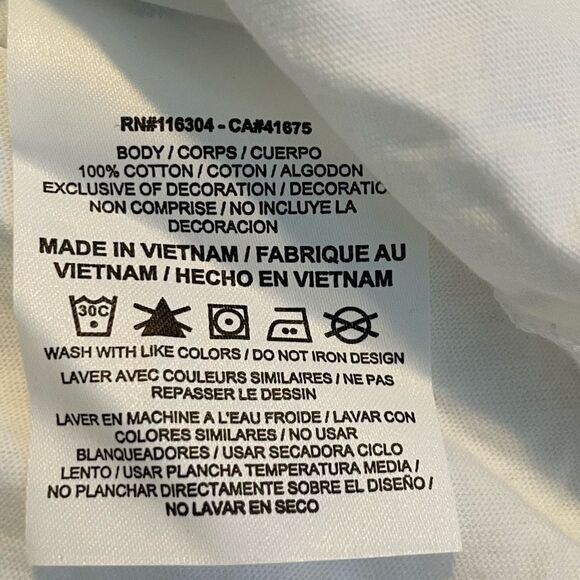 RN#116304 - CA#41675
BODY / CORPS / CUERPO
100% COTTON / COTON / ALGODON
EXCLUSIVE OF DECORATION / DECORATIC
NON COMPRISE / NO INCLUYE LA
DECORACION
MADE IN VIETNAM / FABRIQUE AU
VIETNAM / HECHO EN VIETNAM
30C
WASH WITH LIKE COLORS / DO NOT IRON DESIGN
LAVER AVEC COULEURS SIMILAIRES / NE PAS
REPASSER LE DESSIN
LAVER EN MACHINE A L'EAU FROIDE / LAVAR CON
COLORES SIMILARES / NO USAR
BLANQUEADORES / USAR SECADORA CICLO
LENTO / USAR PLANCHA TEMPERATURA MEDIA /
NO PLANCHAR DIRECTAMENTE SOBRE EL DISEÑO /
NO LAVAR EN SECO